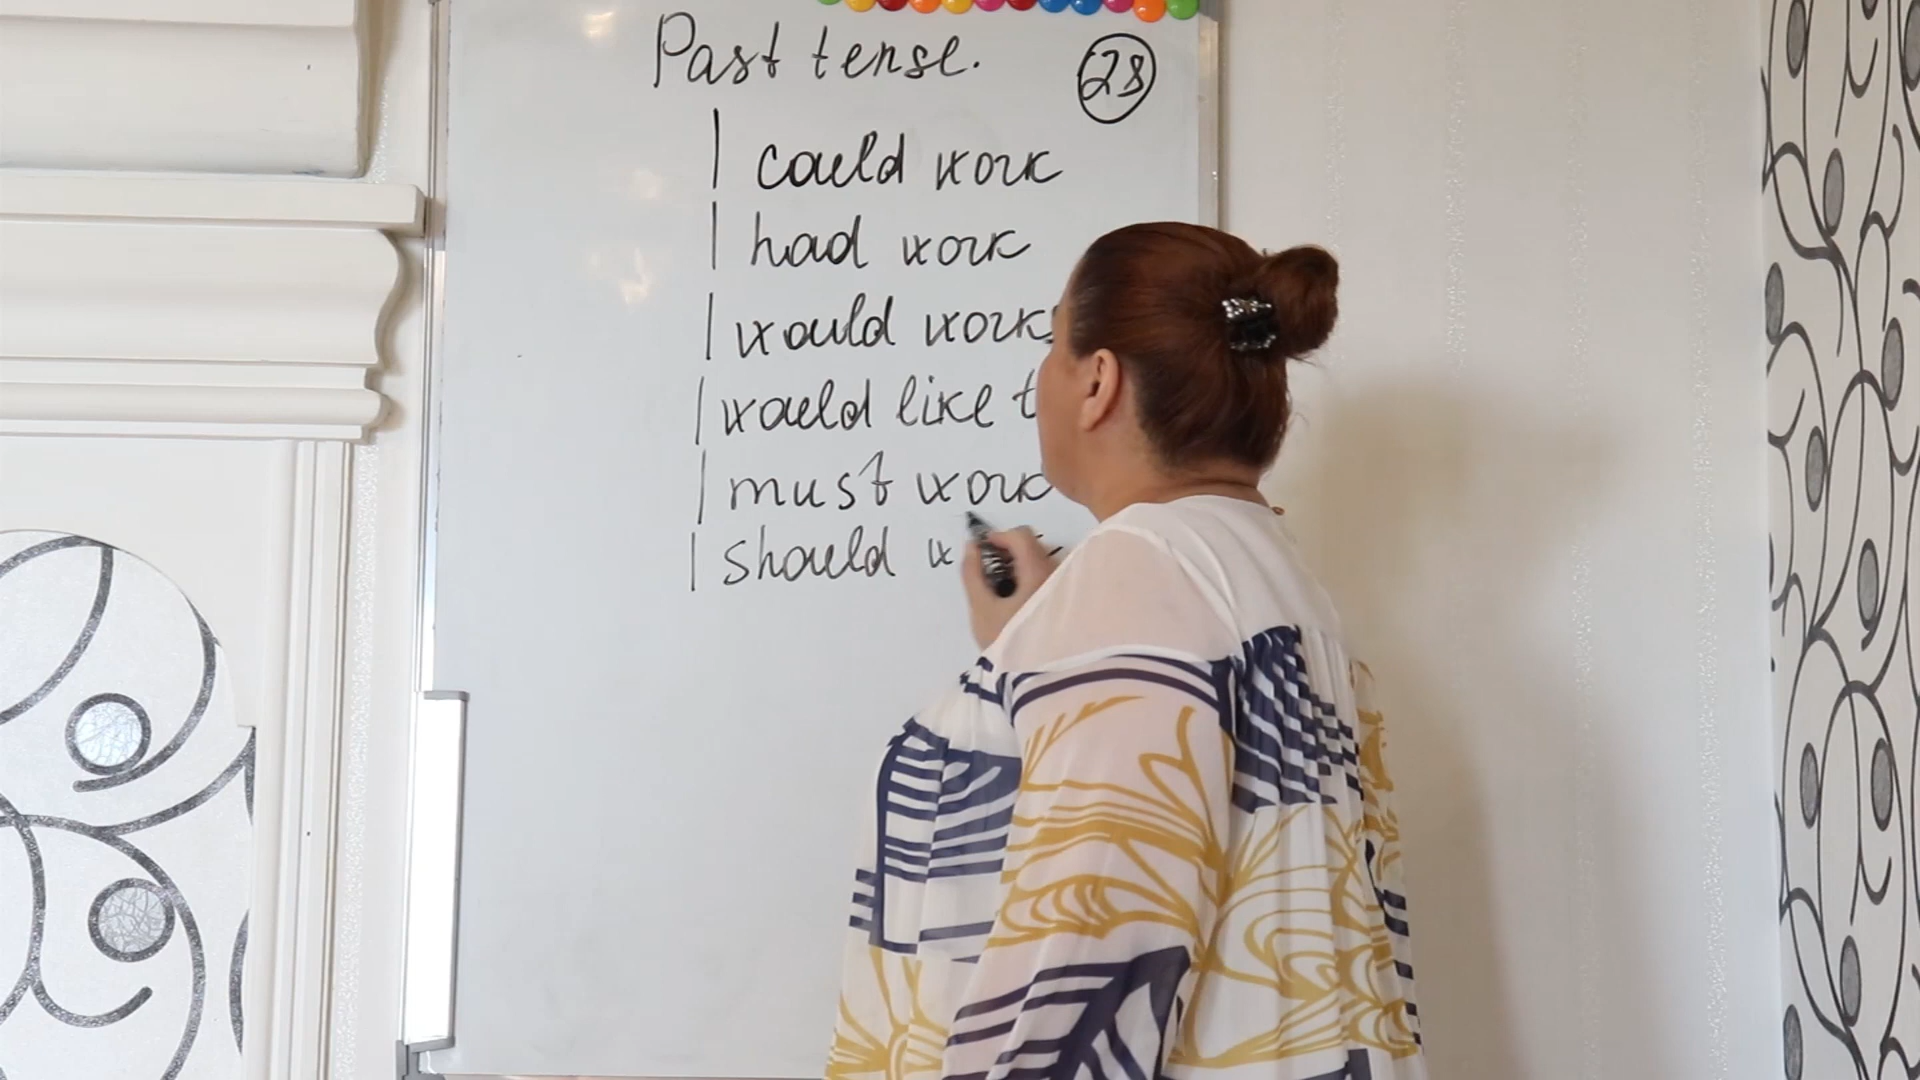 Past tense.
28
I could work
I had work
I would work
I would like
I must work
I should